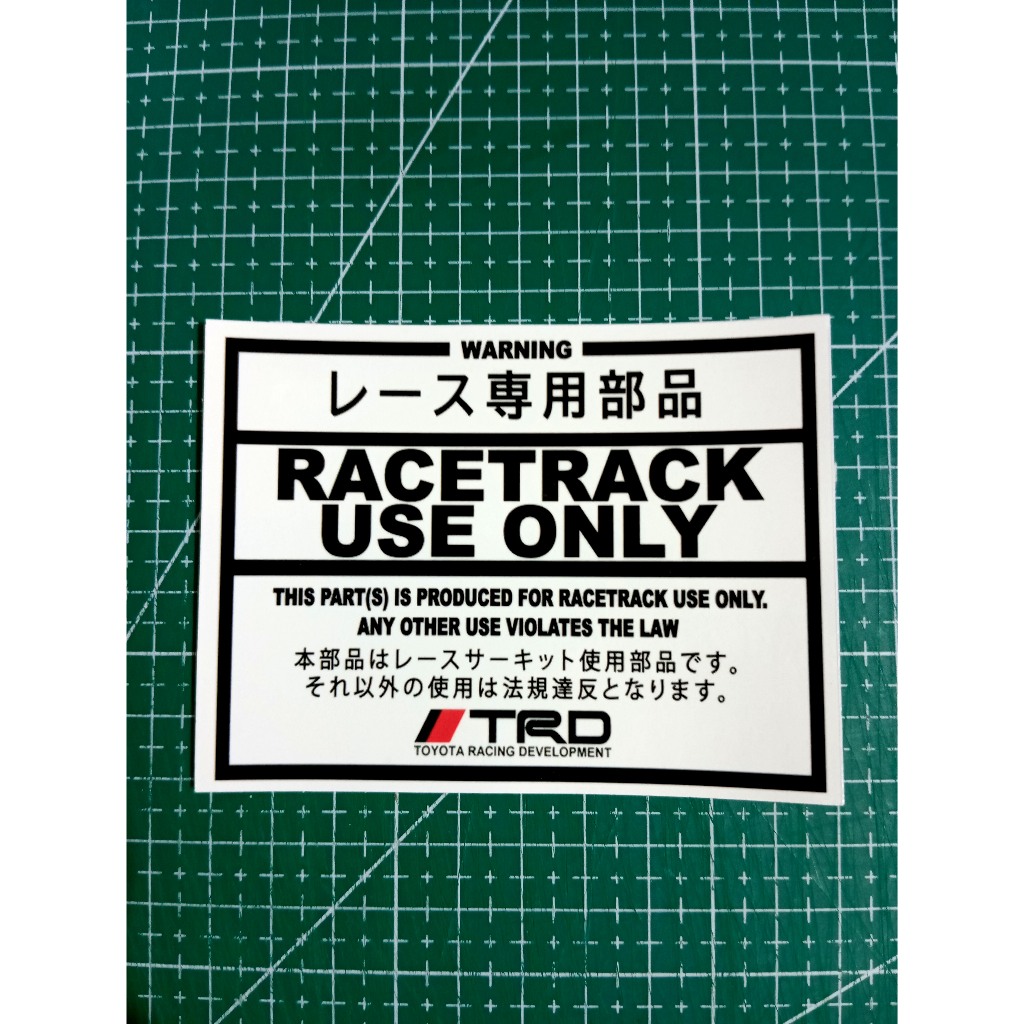 WARNING
レース専用部品
RACETRACK
USE ONLY
THIS PART(S) IS PRODUCED FOR RACETRACK USE ONLY.
ANY OTHER USE VIOLATES THE LAW
本部品はレースサーキット使用部品です。
それ以外の使用は法規達反となります。
TRD
TOYOTA RACING DEVELOPMENT